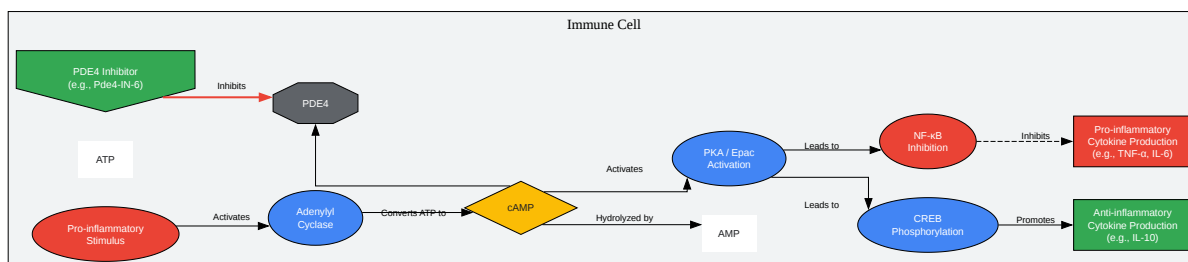 Immune Cell
PDE4 Inhibitor
(e.g., Pde4-IN-6)
Inhibits
PDE4
ATP
Pro-inflammatory
Stimulus
Activates
Adenylyl
Cyclase
Converts ATP to
cAMP
Activates
Hydrolyzed by
AMP
PKA / Epac
Activation
Leads to
Leads to
NF-κB
Inhibition
Inhibits
Pro-inflammatory
Cytokine Production
(e.g., TNF-α, IL-6)
CREB
Phosphorylation
Promotes
Anti-inflammatory
Cytokine Production
(e.g., IL-10)